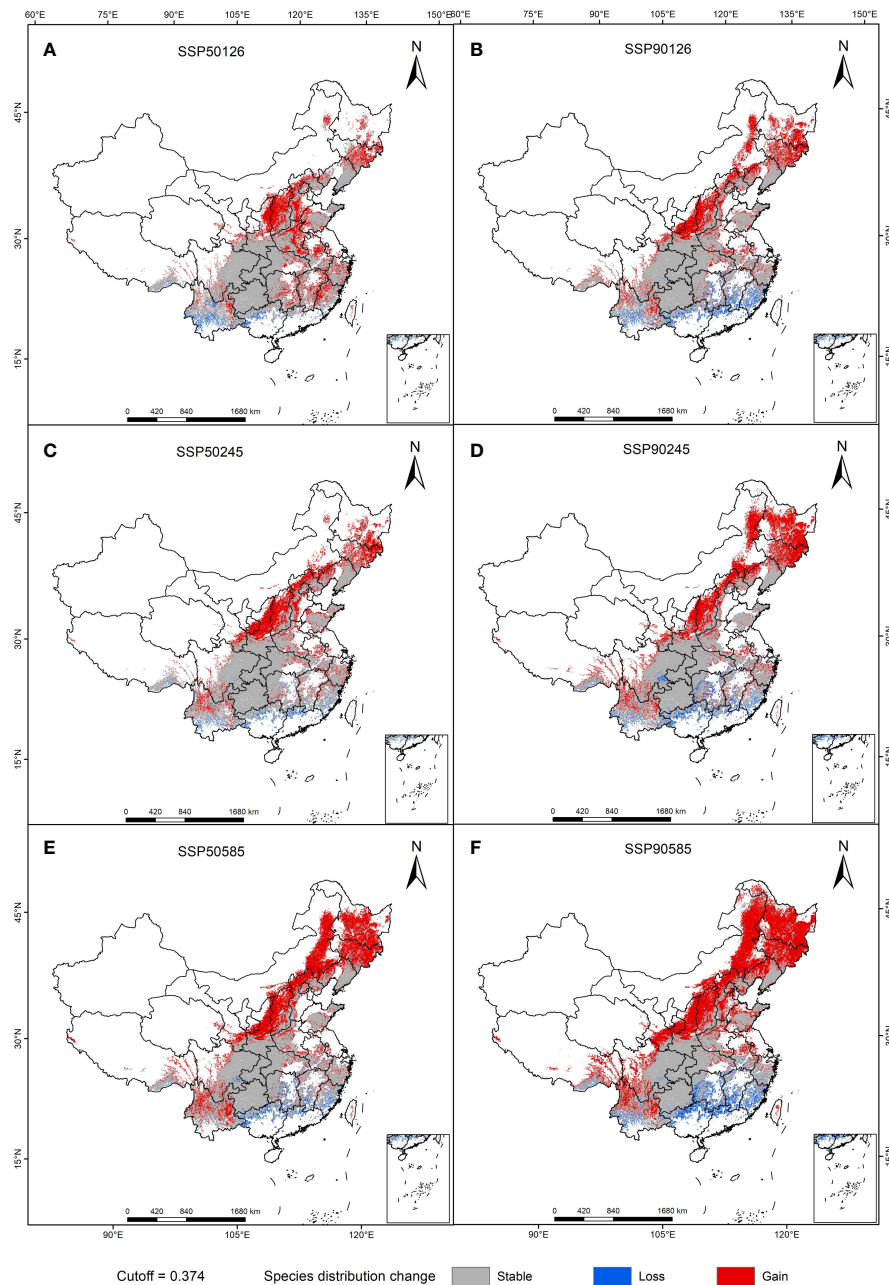 60°E 75°E 90°E 105°E 120°E 135°E 150°E 60°E 75°E 90°E 105°E 120°E 135°E 150°E
A SSP50126 N
B SSP90126 N
45°N 30°N 15°N
45°N 30°N 15°N
0 420 840 1680 km
0 420 840 1680 km
C SSP50245 N
D SSP90245 N
45°N 30°N 15°N
45°N 30°N 15°N
0 420 840 1680 km
0 420 840 1680 km
E SSP50585 N
F SSP90585 N
45°N 30°N 15°N
45°N 30°N 15°N
0 420 840 1680 km
0 420 840 1680 km
90°E 105°E 120°E 90°E 105°E 120°E
Cutoff = 0.374 Species distribution change Stable Loss Gain